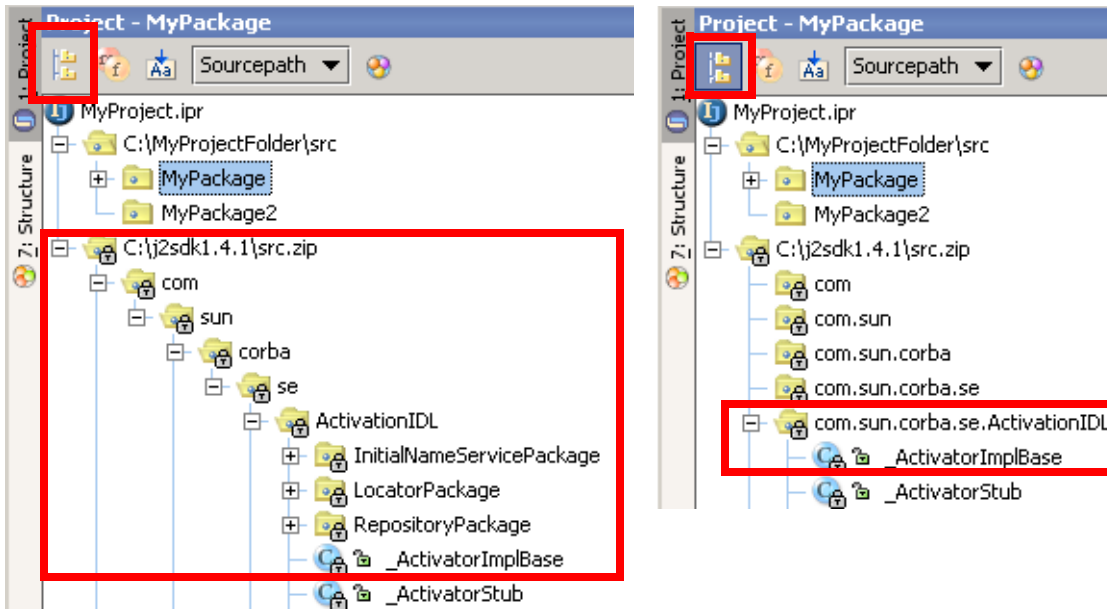 Project - MyPackage
1: Project
7: Structure
Sourcepath
MyProject.ipr
C:\MyProjectFolder\src
MyPackage
MyPackage2
C:\j2sdk1.4.1\src.zip
com
sun
corba
se
ActivationIDL
InitialNameServicePackage
LocatorPackage
RepositoryPackage
_ActivatorImplBase
_ActivatorStub
Project - MyPackage
1: Project
7: Structure
Sourcepath
MyProject.ipr
C:\MyProjectFolder\src
MyPackage
MyPackage2
C:\j2sdk1.4.1\src.zip
com
com.sun
com.sun.corba
com.sun.corba.se
com.sun.corba.se.ActivationIDL
_ActivatorImplBase
_ActivatorStub